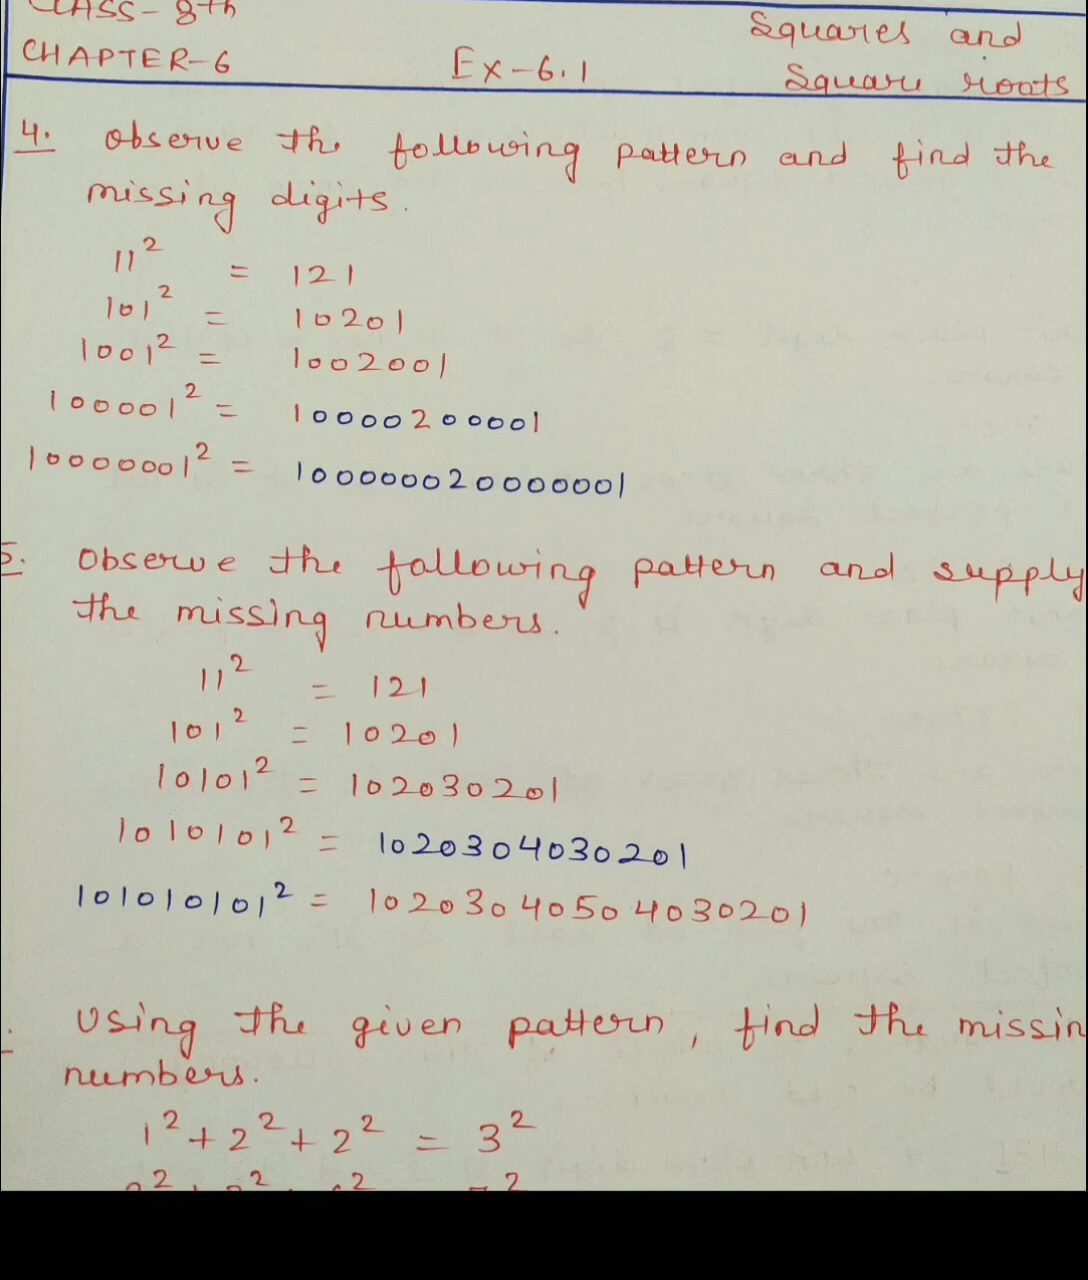 CLASS-8th
CHAPTER-6
Ex-6.1
Squares and
Square roots
4. Observe the following pattern and find the
missing digits.
11² = 121
101² = 10201
1001² = 1002001
100001² = 10000200001
10000001² = 100000020000001
5. Observe the following pattern and supply
the missing numbers.
11² = 121
101² = 10201
10101² = 102030201
1010101² = 1020304030201
101010101² = 10203040504030201
Using the given pattern, find the missin
numbers.
1² + 2² + 2² = 3²